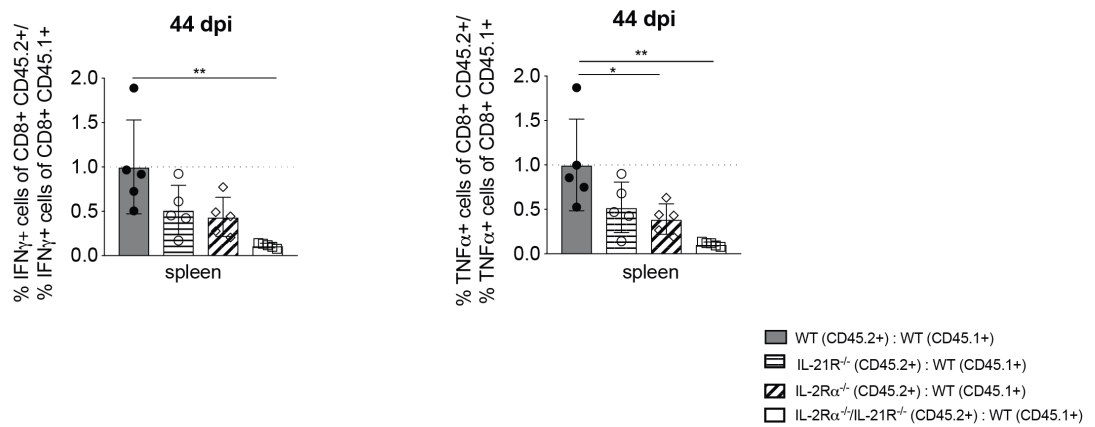 44 dpi
% IFNγ+ cells of CD8+ CD45.2+/
% IFNγ+ cells of CD8+ CD45.1+
**
2.0
1.5
1.0
0.5
0.0
spleen
44 dpi
% TNFα+ cells of CD8+ CD45.2+/
% TNFα+ cells of CD8+ CD45.1+
**
*
2.0
1.5
1.0
0.5
0.0
spleen
WT (CD45.2+) : WT (CD45.1+)
IL-21R-/- (CD45.2+) : WT (CD45.1+)
IL-2Rα-/- (CD45.2+) : WT (CD45.1+)
IL-2Rα-/-/IL-21R-/- (CD45.2+) : WT (CD45.1+)